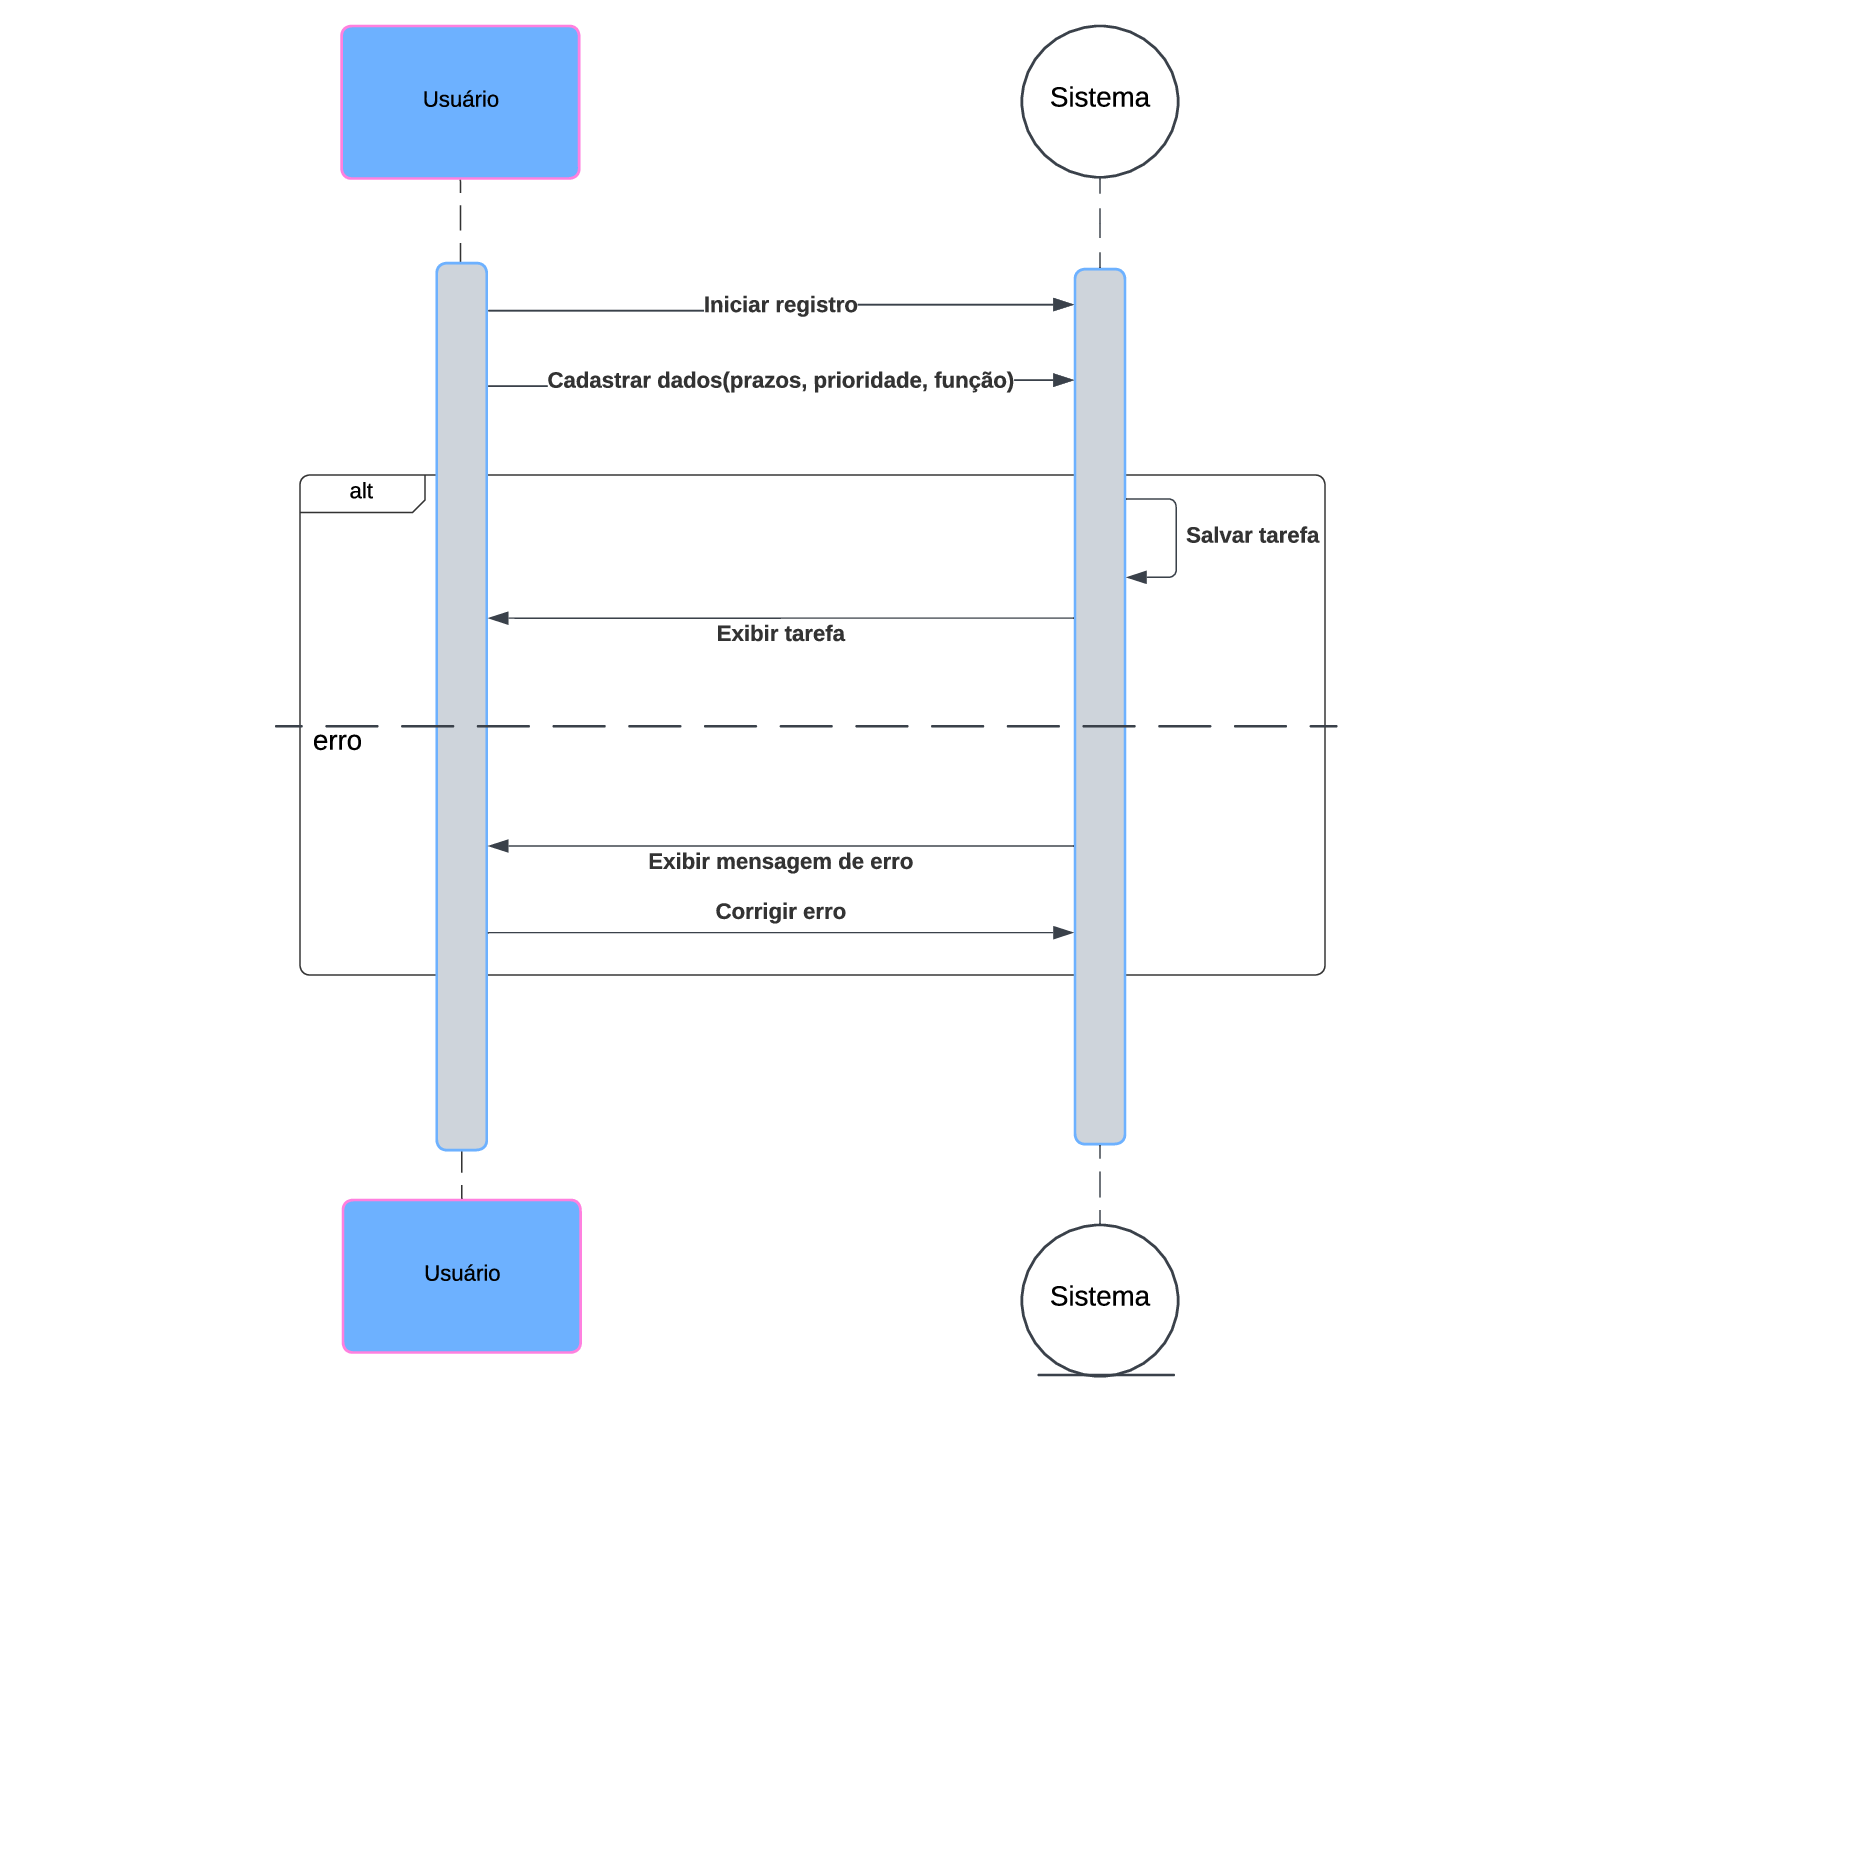 Usuário
Sistema
Iniciar registro
Cadastrar dados(prazos, prioridade, função)
alt
Salvar tarefa
Exibir tarefa
erro
Exibir mensagem de erro
Corrigir erro
Usuário
Sistema